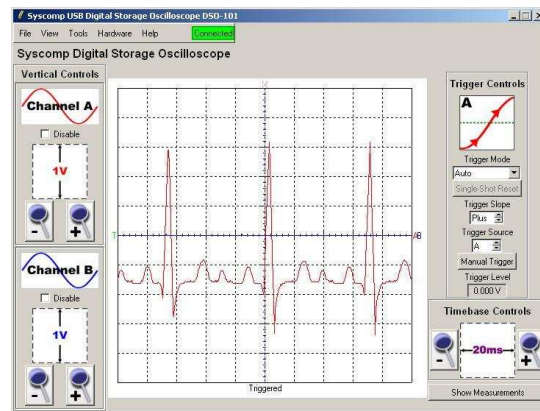 Syscomp USB Digital Storage Oscilloscope DSO-101
File View Tools Hardware Help Connected
Syscomp Digital Storage Oscilloscope
Vertical Controls
Channel A
Disable
1V
-
+
Channel B
Disable
1V
-
+
T
AB
Triggered
Trigger Controls
A
Trigger Mode
Auto
Single-Shot Reset
Trigger Slope
Plus
Trigger Source
A
Manual Trigger
Trigger Level
0.000 V
Timebase Controls
-
20ms
+
Show Measurements